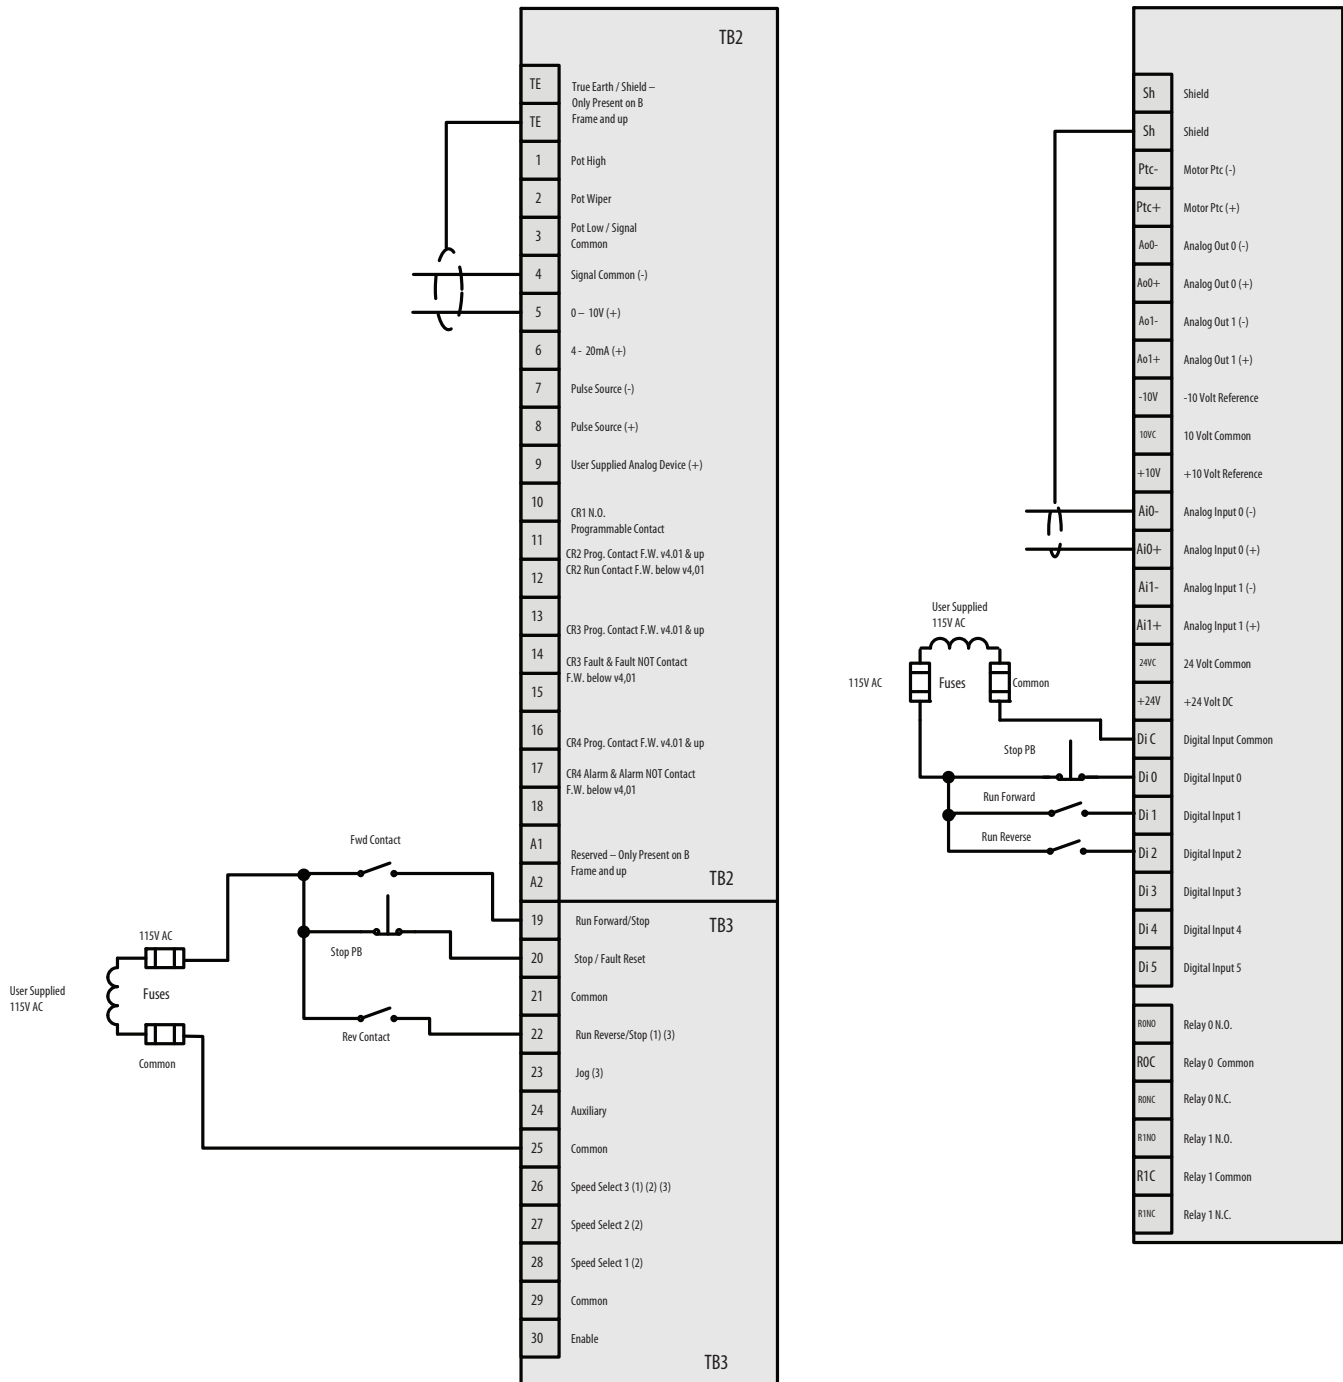 TB2
TE
True Earth / Shield –
Only Present on B
TE
Frame and up
1
Pot High
2
Pot Wiper
3
Pot Low / Signal
Common
4
Signal Common (-)
5
0 – 10V (+)
6
4 - 20mA (+)
7
Pulse Source (-)
8
Pulse Source (+)
9
User Supplied Analog Device (+)
10
CR1 N.O.
Programmable Contact
11
CR2 Prog. Contact F.W. v4.01 & up
CR2 Run Contact F.W. below v4,01
12
13
CR3 Prog. Contact F.W. v4.01 & up
14
CR3 Fault & Fault NOT Contact
F.W. below v4,01
15
16
CR4 Prog. Contact F.W. v4.01 & up
17
CR4 Alarm & Alarm NOT Contact
F.W. below v4,01
18
A1
Reserved – Only Present on B
Frame and up
A2
TB2
Fwd Contact
19
Run Forward/Stop
TB3
Stop PB
20
Stop / Fault Reset
21
Common
22
Run Reverse/Stop (1) (3)
Rev Contact
23
Jog (3)
24
Auxiliary
25
Common
26
Speed Select 3 (1) (2) (3)
27
Speed Select 2 (2)
28
Speed Select 1 (2)
29
Common
30
Enable
TB3
115V AC
User Supplied
115V AC
Fuses
Common
Sh
Shield
Sh
Shield
Ptc-
Motor Ptc (-)
Ptc+
Motor Ptc (+)
Ao0-
Analog Out 0 (-)
Ao0+
Analog Out 0 (+)
Ao1-
Analog Out 1 (-)
Ao1+
Analog Out 1 (+)
-10V
-10 Volt Reference
10VC
10 Volt Common
+10V
+10 Volt Reference
Ai0-
Analog Input 0 (-)
Ai0+
Analog Input 0 (+)
Ai1-
Analog Input 1 (-)
Ai1+
Analog Input 1 (+)
24VC
24 Volt Common
+24V
+24 Volt DC
Di C
Digital Input Common
Di 0
Digital Input 0
Di 1
Digital Input 1
Di 2
Digital Input 2
Di 3
Digital Input 3
Di 4
Digital Input 4
Di 5
Digital Input 5
R0NO
Relay 0 N.O.
R0C
Relay 0 Common
R0NC
Relay 0 N.C.
R1NO
Relay 1 N.O.
R1C
Relay 1 Common
R1NC
Relay 1 N.C.
User Supplied
115V AC
115V AC
Fuses
Common
Stop PB
Run Forward
Run Reverse